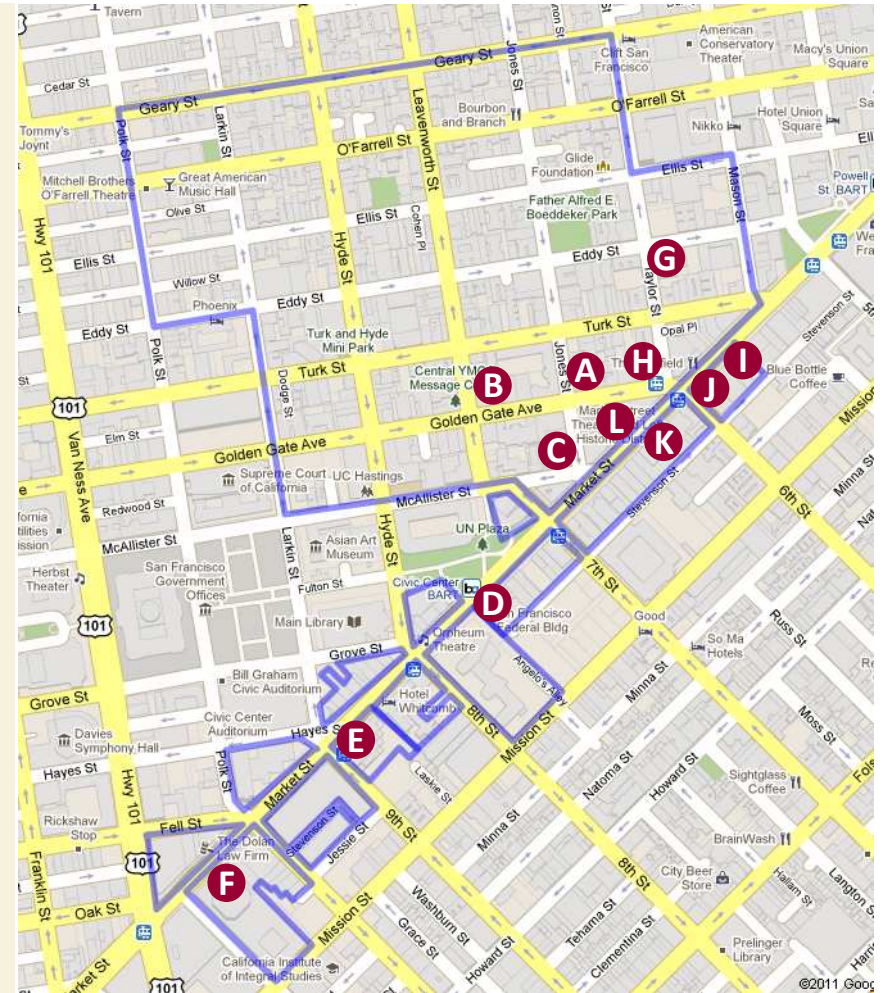 Tavern
Cedar St
Geary St
Geary St
Jones St
Clift San
Francisco
American
Conservatory
Theater
Macy's Union
Square
Tommy's
Joynt
Polk St
Larkin St
Leavenworth St
Bourbon
and Branch
O'Farrell St
O'Farrell St
Nikko
Hotel Union
Square
Mitchell Brothers
O'Farrell Theatre
Great American
Music Hall
Olive St
Glide
Foundation
Ellis St
Mason St
Powell
St BART
Hwy 101
Ellis St
Ellis St
Cohen Pl
Father Alfred E.
Boeddeker Park
Hyde St
Eddy St
G
Taylor St
Willow St
Phoenix
Eddy St
Eddy St
Polk St
Turk and Hyde
Mini Park
Turk St
Opal Pl
Stevenson St
Turk St
Dodge St
Central YMC
B
Jones St
A
H
I
J
Blue Bottle
Coffee
101
Elm St
Golden Gate Ave
Golden Gate Ave
L
K
C
Mission
Van Ness Ave
Supreme Court
of California
UC Hastings
McAllister St
Market St
Stevenson St
Minna St
6th St
Redwood St
McAllister St
Hyde St
UN Plaza
Larkin St
Asian Art
Museum
7th St
Herbst
Theater
San Francisco
Government
Offices
Fulton St
Civic Center
BART
D
Federal Bldg
Good
101
Main Library
Orpheum
Theatre
So Ma
Hotels
Russ St
Grove St
Angelo's Alley
Grove St
Bill Graham
Civic Auditorium
Hotel
Whitcomb
8th St
Mission St
Minna St
Moss St
Davies
Symphony Hall
Civic Center
Auditorium
Hayes St
E
Natoma St
Howard St
Hayes St
Polk St
Market St
Laskie St
Sightglass
Coffee
Hwy 101
Rickshaw
Stop
Fell St
Stevenson St
Jessie St
9th St
Minna St
BrainWash
The Dolan
Law Firm
101
F
8th St
City Beer
Store
Hallam St
Langton St
Franklin St
Oak St
Mission St
Washburn St
Grace St
Howard St
Tehama St
Clementina St
Prelinger
Library
Market St
California Institute
of Integral Studies
101
©2011 Goog